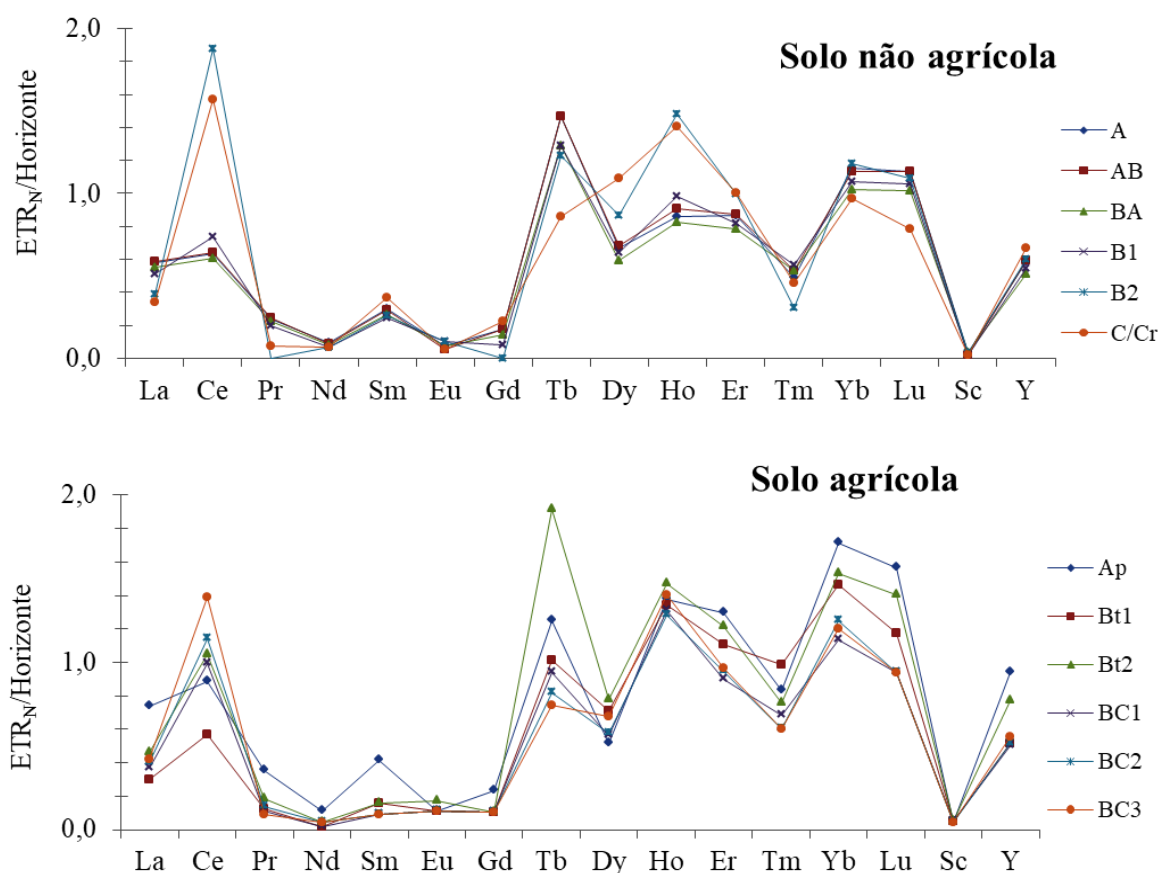 2,0
Solo não agrícola
ETRN/Horizonte
1,0
0,0
A
AB
BA
B1
B2
C/Cr
La Ce Pr Nd Sm Eu Gd Tb Dy Ho Er Tm Yb Lu Sc Y
2,0
Solo agrícola
ETRN/Horizonte
1,0
0,0
Ap
Bt1
Bt2
BC1
BC2
BC3
La Ce Pr Nd Sm Eu Gd Tb Dy Ho Er Tm Yb Lu Sc Y